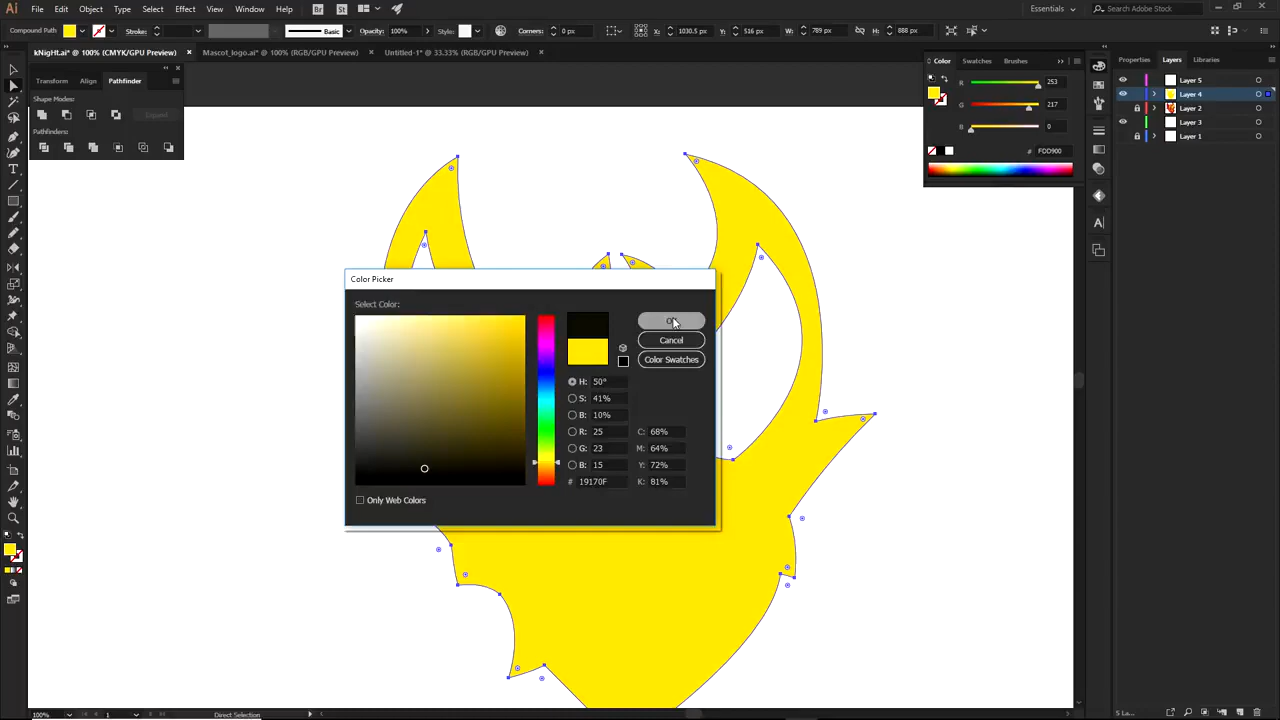 Ai File Edit Object Type Select Effect View Window Help Br St Essentials Search Adobe Stock
Compound Path Stroke: Basic Opacity: 100% Style: Corners: 0 px X: 1030.5 px Y: 516 px W: 789 px H: 888 px
kNigHt.ai* @ 100% (CMYK/GPU Preview) Mascot_logo.ai* @ 100% (RGB/GPU Preview) Untitled-1* @ 33.33% (RGB/GPU Preview)
Transform Align Pathfinder
Shape Modes:
Expand
Pathfinders:
Color Swatches Brushes
R 253
G 217
B 0
# FDD900
Properties Layers Libraries
Layer 5
Layer 4
Layer 2
Layer 3
Layer 1
Color Picker
Select Color:
Cancel
Color Swatches
H: 50°
S: 41%
B: 10%
R: 25 C: 68%
G: 23 M: 64%
B: 15 Y: 72%
# 19170F K: 81%
Only Web Colors
100% 1 Direct Selection
5 La...